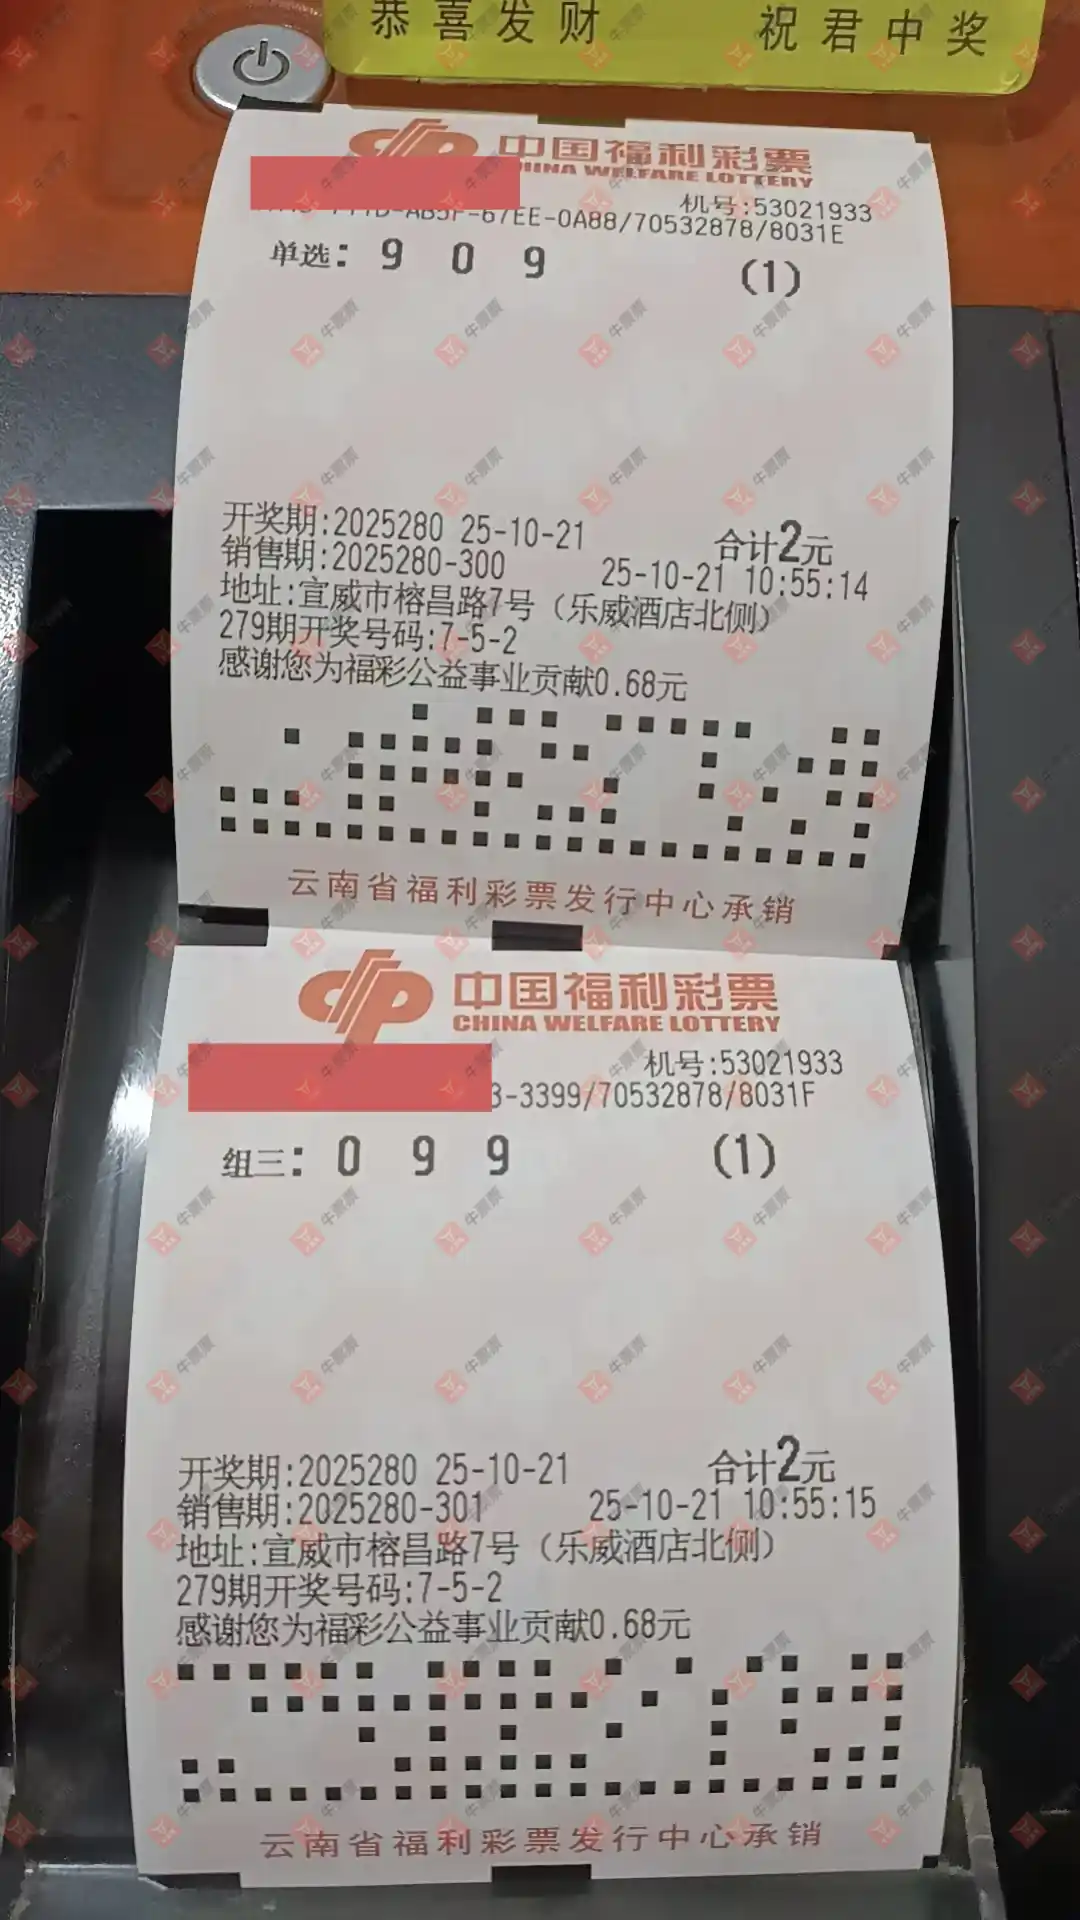 恭喜发财 祝君中奖
中国福利彩票
CHINA WELFARE LOTTERY
机号:53021933
-AB5F-67EE-0A88/70532878/8031E
单选: 9 0 9 (1)
开奖期:2025280 25-10-21 合计2元
销售期:2025280-300 25-10-21 10:55:14
地址:宣威市榕昌路7号（乐威酒店北侧）
279期开奖号码:7-5-2
感谢您为福彩公益事业贡献0.68元
云南省福利彩票发行中心承销
中国福利彩票
CHINA WELFARE LOTTERY
机号:53021933
3-3399/70532878/8031F
组三: 0 9 9 (1)
开奖期:2025280 25-10-21 合计2元
销售期:2025280-301 25-10-21 10:55:15
地址:宣威市榕昌路7号（乐威酒店北侧）
279期开奖号码:7-5-2
感谢您为福彩公益事业贡献0.68元
云南省福利彩票发行中心承销
牛票票